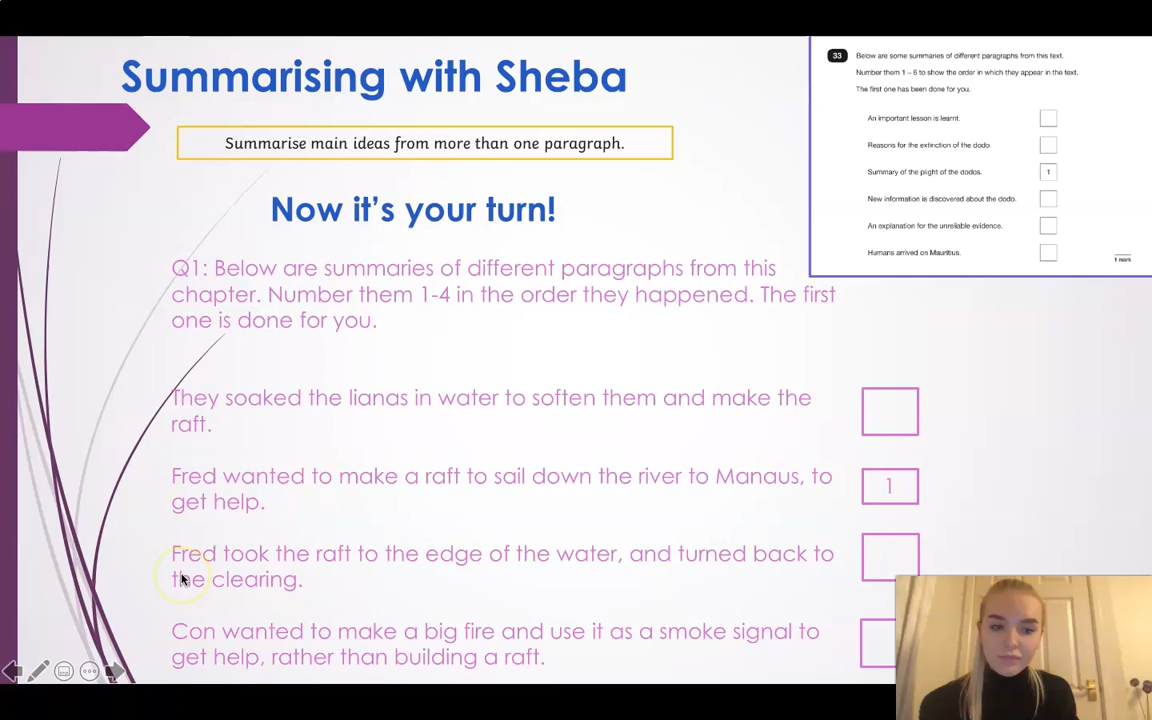 Summarising with Sheba
Summarise main ideas from more than one paragraph.
Now it's your turn!
Q1: Below are summaries of different paragraphs from this
chapter. Number them 1-4 in the order they happened. The first
one is done for you.
They soaked the lianas in water to soften them and make the
raft.
Fred wanted to make a raft to sail down the river to Manaus, to
get help.
1
Fred took the raft to the edge of the water, and turned back to
the clearing.
Con wanted to make a big fire and use it as a smoke signal to
get help, rather than building a raft.
33
Below are some summaries of different paragraphs from this text.
Number them 1 – 6 to show the order in which they appear in the text.
The first one has been done for you.
An important lesson is learnt.
Reasons for the extinction of the dodo
Summary of the plight of the dodos.
1
New information is discovered about the dodo.
An explanation for the unreliable evidence.
Humans arrived on Mauritius.
1 mark